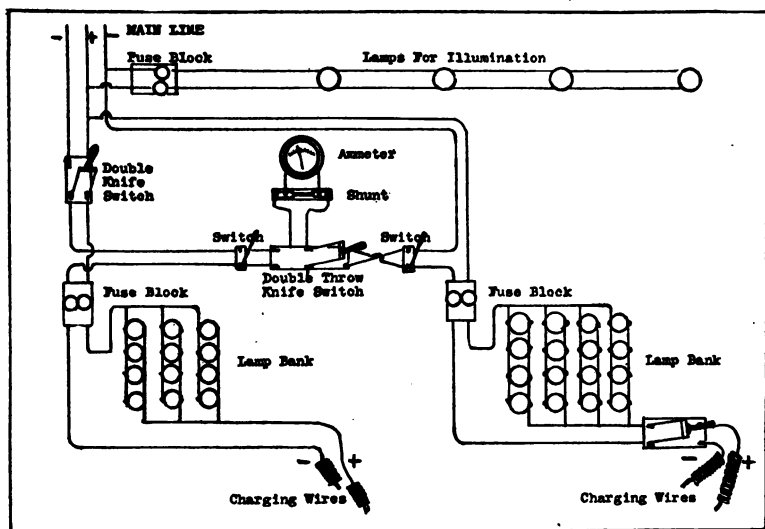 - + - MAIN LINE
Fuse Block
Lamps For Illumination
Ammeter
Double
Knife
Switch
Shunt
Switch
Switch
Double Throw
Knife Switch
Fuse Block
Fuse Block
Lamp Bank
Lamp Bank
- +
Charging Wires
- +
Charging Wires